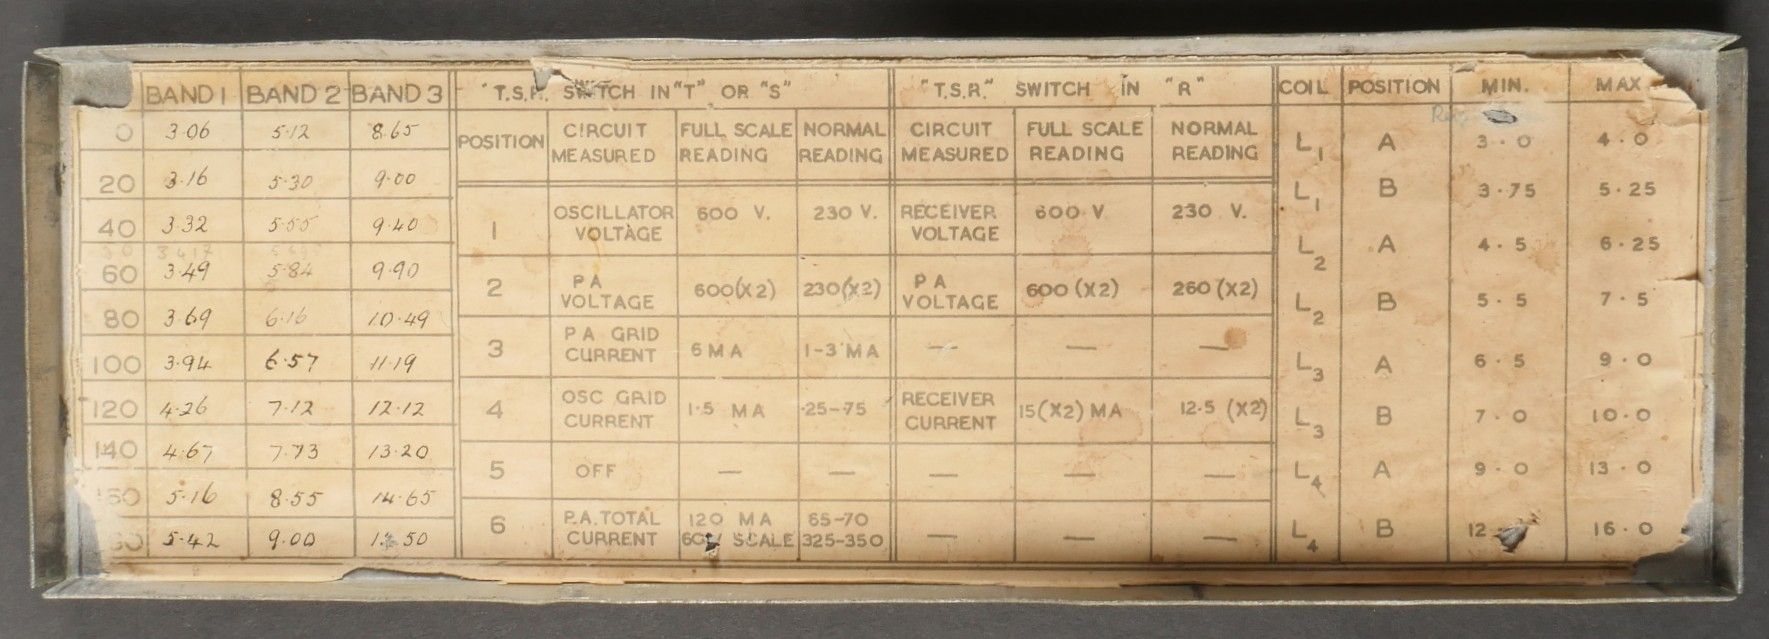 BAND 1 BAND 2 BAND 3
0 3.06 5.12 8.65
20 3.16 5.30 9.00
40 3.32 5.55 9.40
60 3.49 5.84 9.90
80 3.69 6.16 10.49
100 3.94 6.57 11.19
120 4.26 7.12 12.12
140 4.67 7.73 13.20
5.16 8.55 14.65
5.42 9.00 50
"T.S.R. SWITCH IN "T" OR "S"
POSITION CIRCUIT MEASURED FULL SCALE READING NORMAL READING
1 OSCILLATOR VOLTAGE 600 V. 230 V.
2 PA VOLTAGE 600(X2) 230(X2)
3 PA GRID CURRENT 6 MA 1-3 MA
4 OSC GRID CURRENT 1.5 MA .25-75
5 OFF — —
6 P.A. TOTAL CURRENT 120 MA SCALE 65-70 325-350
"T.S.R." SWITCH IN "R"
CIRCUIT MEASURED FULL SCALE READING NORMAL READING
RECEIVER VOLTAGE 600 V 230 V.
PA VOLTAGE 600 (X2) 260 (X2)
— — —
RECEIVER CURRENT 15(X2) MA 12.5 (X2)
— — —
— — —
COIL POSITION MIN. MAX
L1 A 3.0 4.0
L1 B 3.75 5.25
L2 A 4.5 6.25
L2 B 5.5 7.5
L3 A 6.5 9.0
L3 B 7.0 10.0
L4 A 9.0 13.0
L4 B 12 16.0